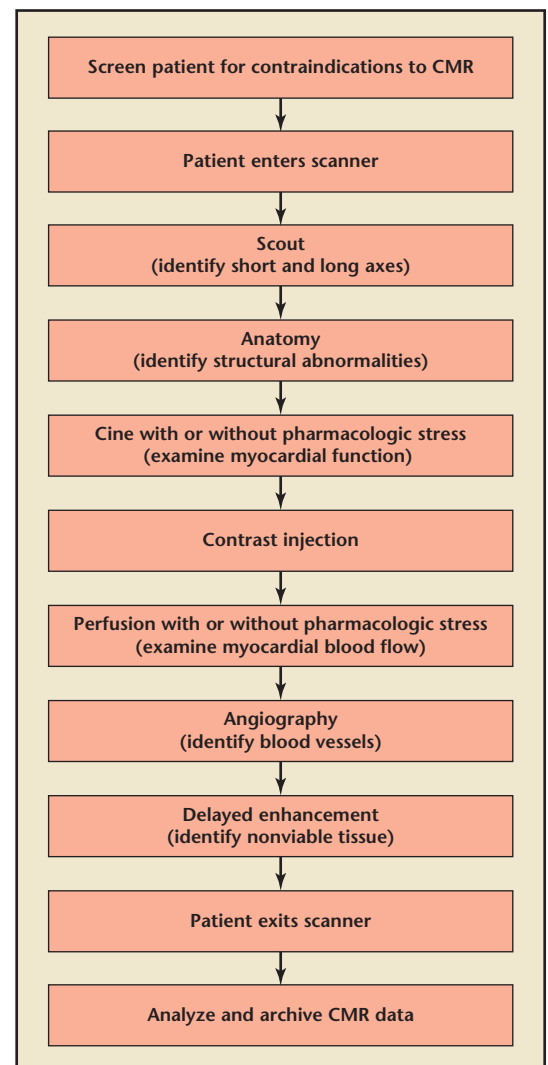 Screen patient for contraindications to CMR
Patient enters scanner
Scout
(identify short and long axes)
Anatomy
(identify structural abnormalities)
Cine with or without pharmacologic stress
(examine myocardial function)
Contrast injection
Perfusion with or without pharmacologic stress
(examine myocardial blood flow)
Angiography
(identify blood vessels)
Delayed enhancement
(identify nonviable tissue)
Patient exits scanner
Analyze and archive CMR data